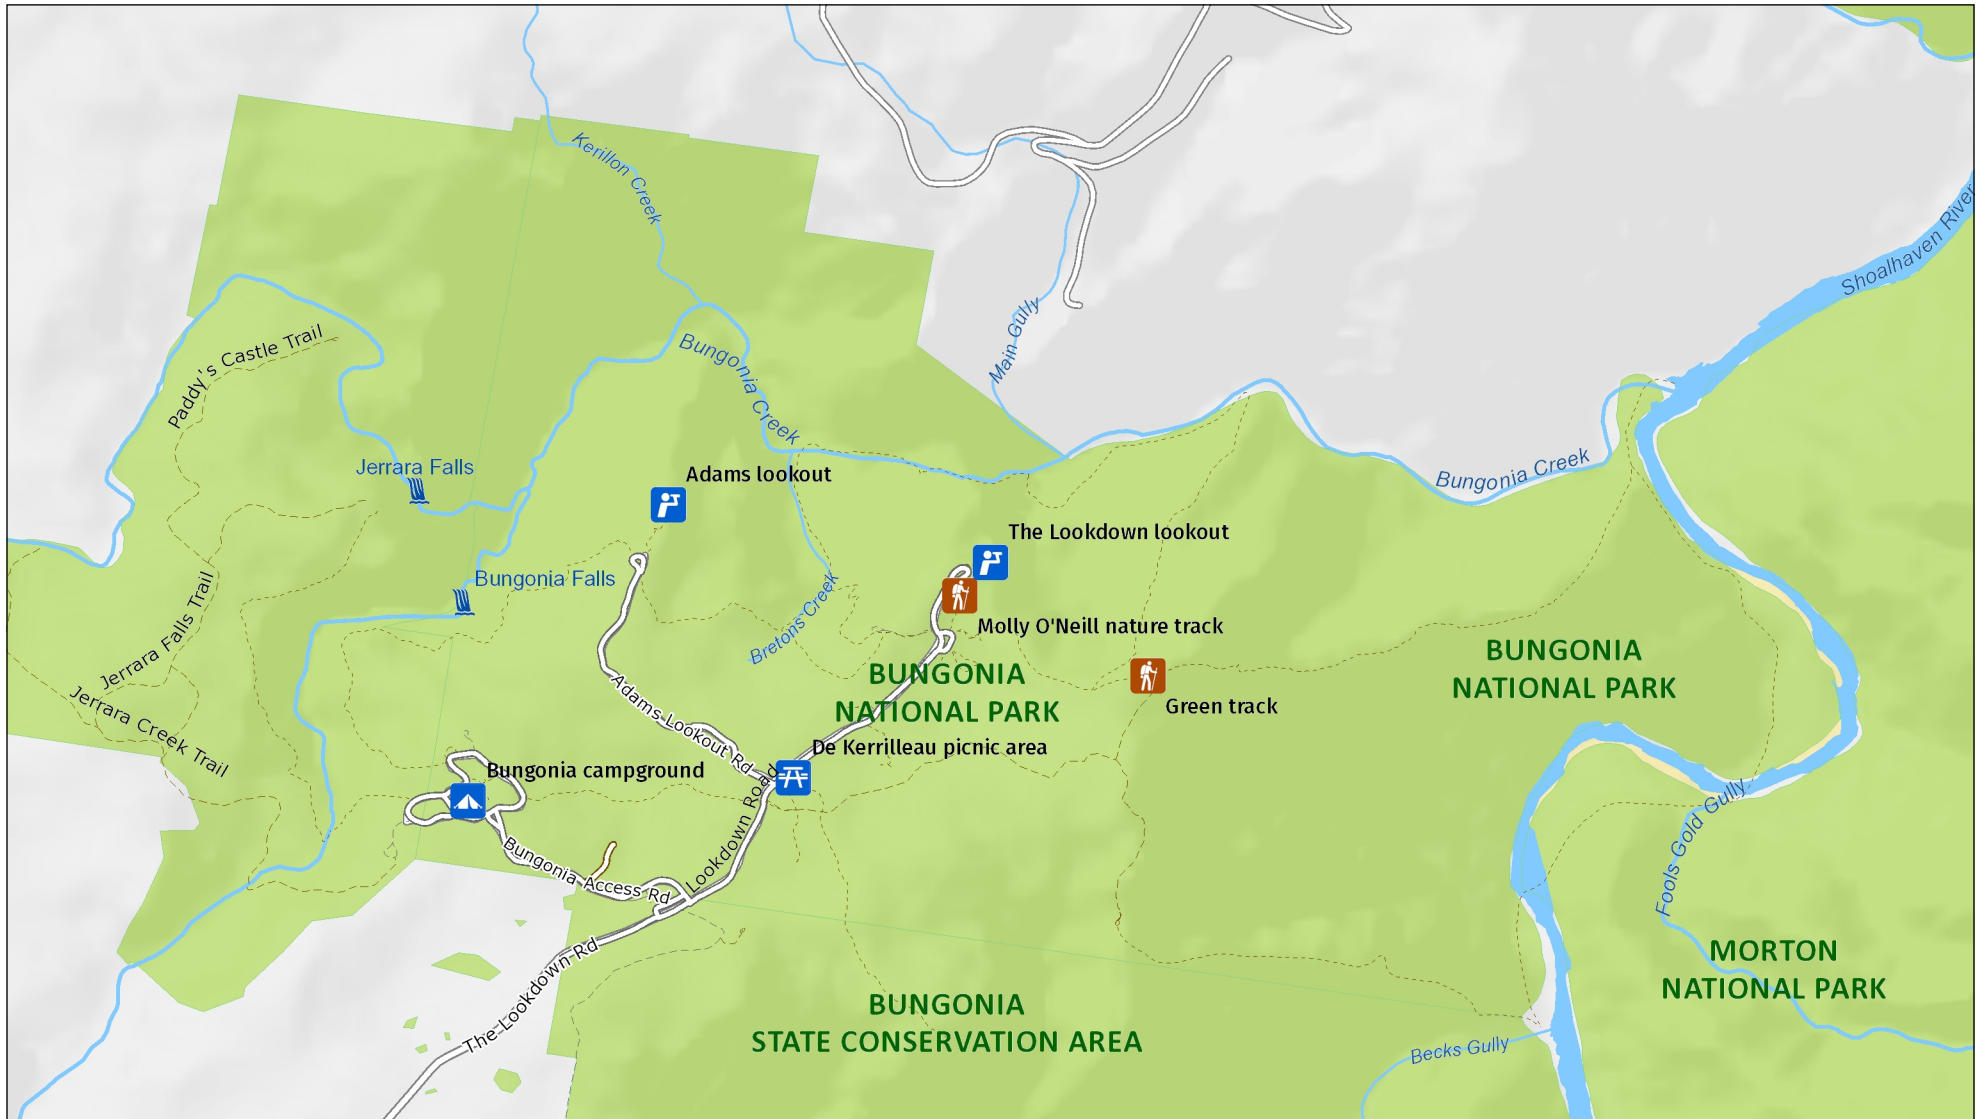 Kerillon Creek
Shoalhaven River
Main Gully
Paddy's Castle Trail
Bungonia Creek
Jerrara Falls
Adams lookout
Bungonia Creek
The Lookdown lookout
Bungonia Falls
Bretons Creek
Jerrara Falls Trail
Molly O'Neill nature track
BUNGONIA
NATIONAL PARK
BUNGONIA
NATIONAL PARK
Green track
Jerrara Creek Trail
Adams Lookout Rd
De Kerrilleau picnic area
Bungonia campground
Lookdown Road
Fools Gold Gully
Bungonia Access Rd
The Lookdown Rd
MORTON
NATIONAL PARK
BUNGONIA
STATE CONSERVATION AREA
Becks Gully